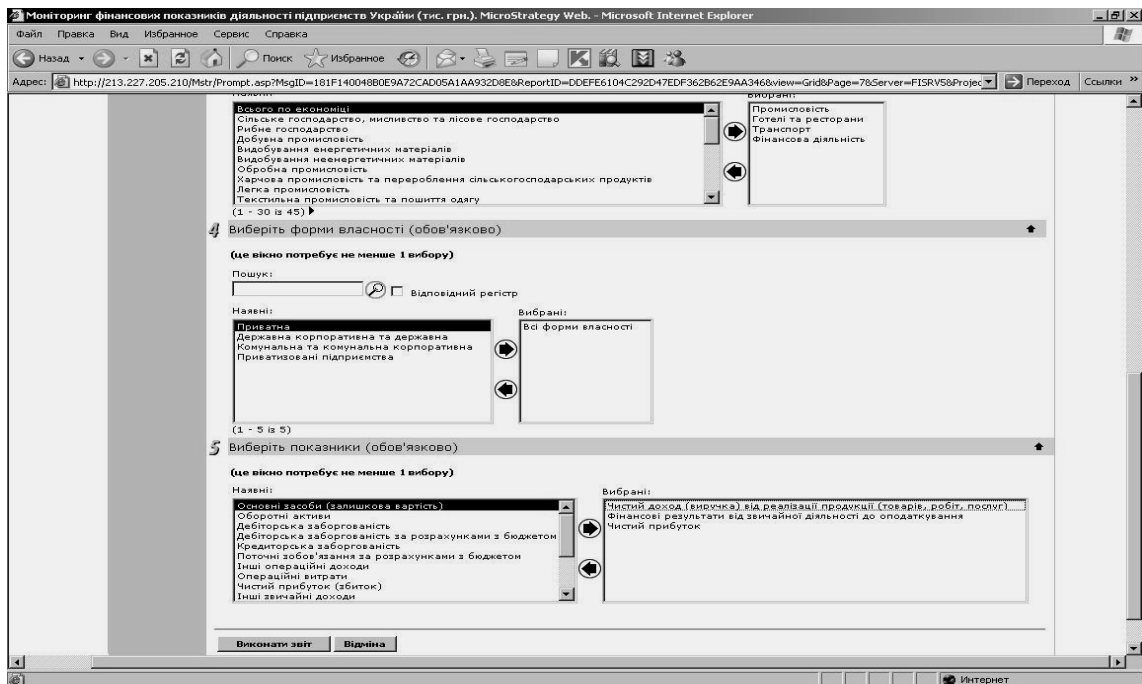 Моніторинг фінансових показників діяльності підприємств України (тис. грн.). MicroStrategy Web. - Microsoft Internet Explorer
Файл Правка Вид Избранное Сервис Справка
Назад Поиск Избранное
Адрес: http://213.227.205.210/Mstr/Prompt.asp?MsgID=181F140048B0E9A72CAD05A1AA932D8E&ReportID=DDEFE6104C292D47EDF362B62E9AA346&view=Grid&Page=7&Server=FISRV5&Projec Переход Ссылки »
Наявні: Вибрані:
Всього по економіці
Сільське господарство, мисливство та лісове господарство
Рибне господарство
Добувна промисловість
Видобування енергетичних матеріалів
Видобування неенергетичних матеріалів
Обробна промисловість
Харчова промисловість та перероблення сільськогосподарських продуктів
Легка промисловість
Текстильна промисловість та пошиття одягу
Промисловість
Готелі та ресторани
Транспорт
Фінансова діяльність
(1 - 30 із 45)
4 Виберіть форми власності (обов'язково)
(це вікно потребує не менше 1 вибору)
Пошук:
Відповідний регістр
Наявні: Вибрані:
Приватна
Державна корпоративна та державна
Комунальна та комунальна корпоративна
Приватизовані підприємства
Всі форми власності
(1 - 5 із 5)
5 Виберіть показники (обов'язково)
(це вікно потребує не менше 1 вибору)
Наявні: Вибрані:
Основні засоби (залишкова вартість)
Оборотні активи
Дебіторська заборгованість
Дебіторська заборгованість за розрахунками з бюджетом
Кредиторська заборгованість
Поточні зобов'язання за розрахунками з бюджетом
Інші операційні доходи
Операційні витрати
Чистий прибуток (збиток)
Інші звичайні доходи
Чистий доход (виручка) від реалізації продукції (товарів, робіт, послуг)
Фінансові результати від звичайної діяльності до оподаткування
Чистий прибуток
Виконати звіт Відміна
Интернет